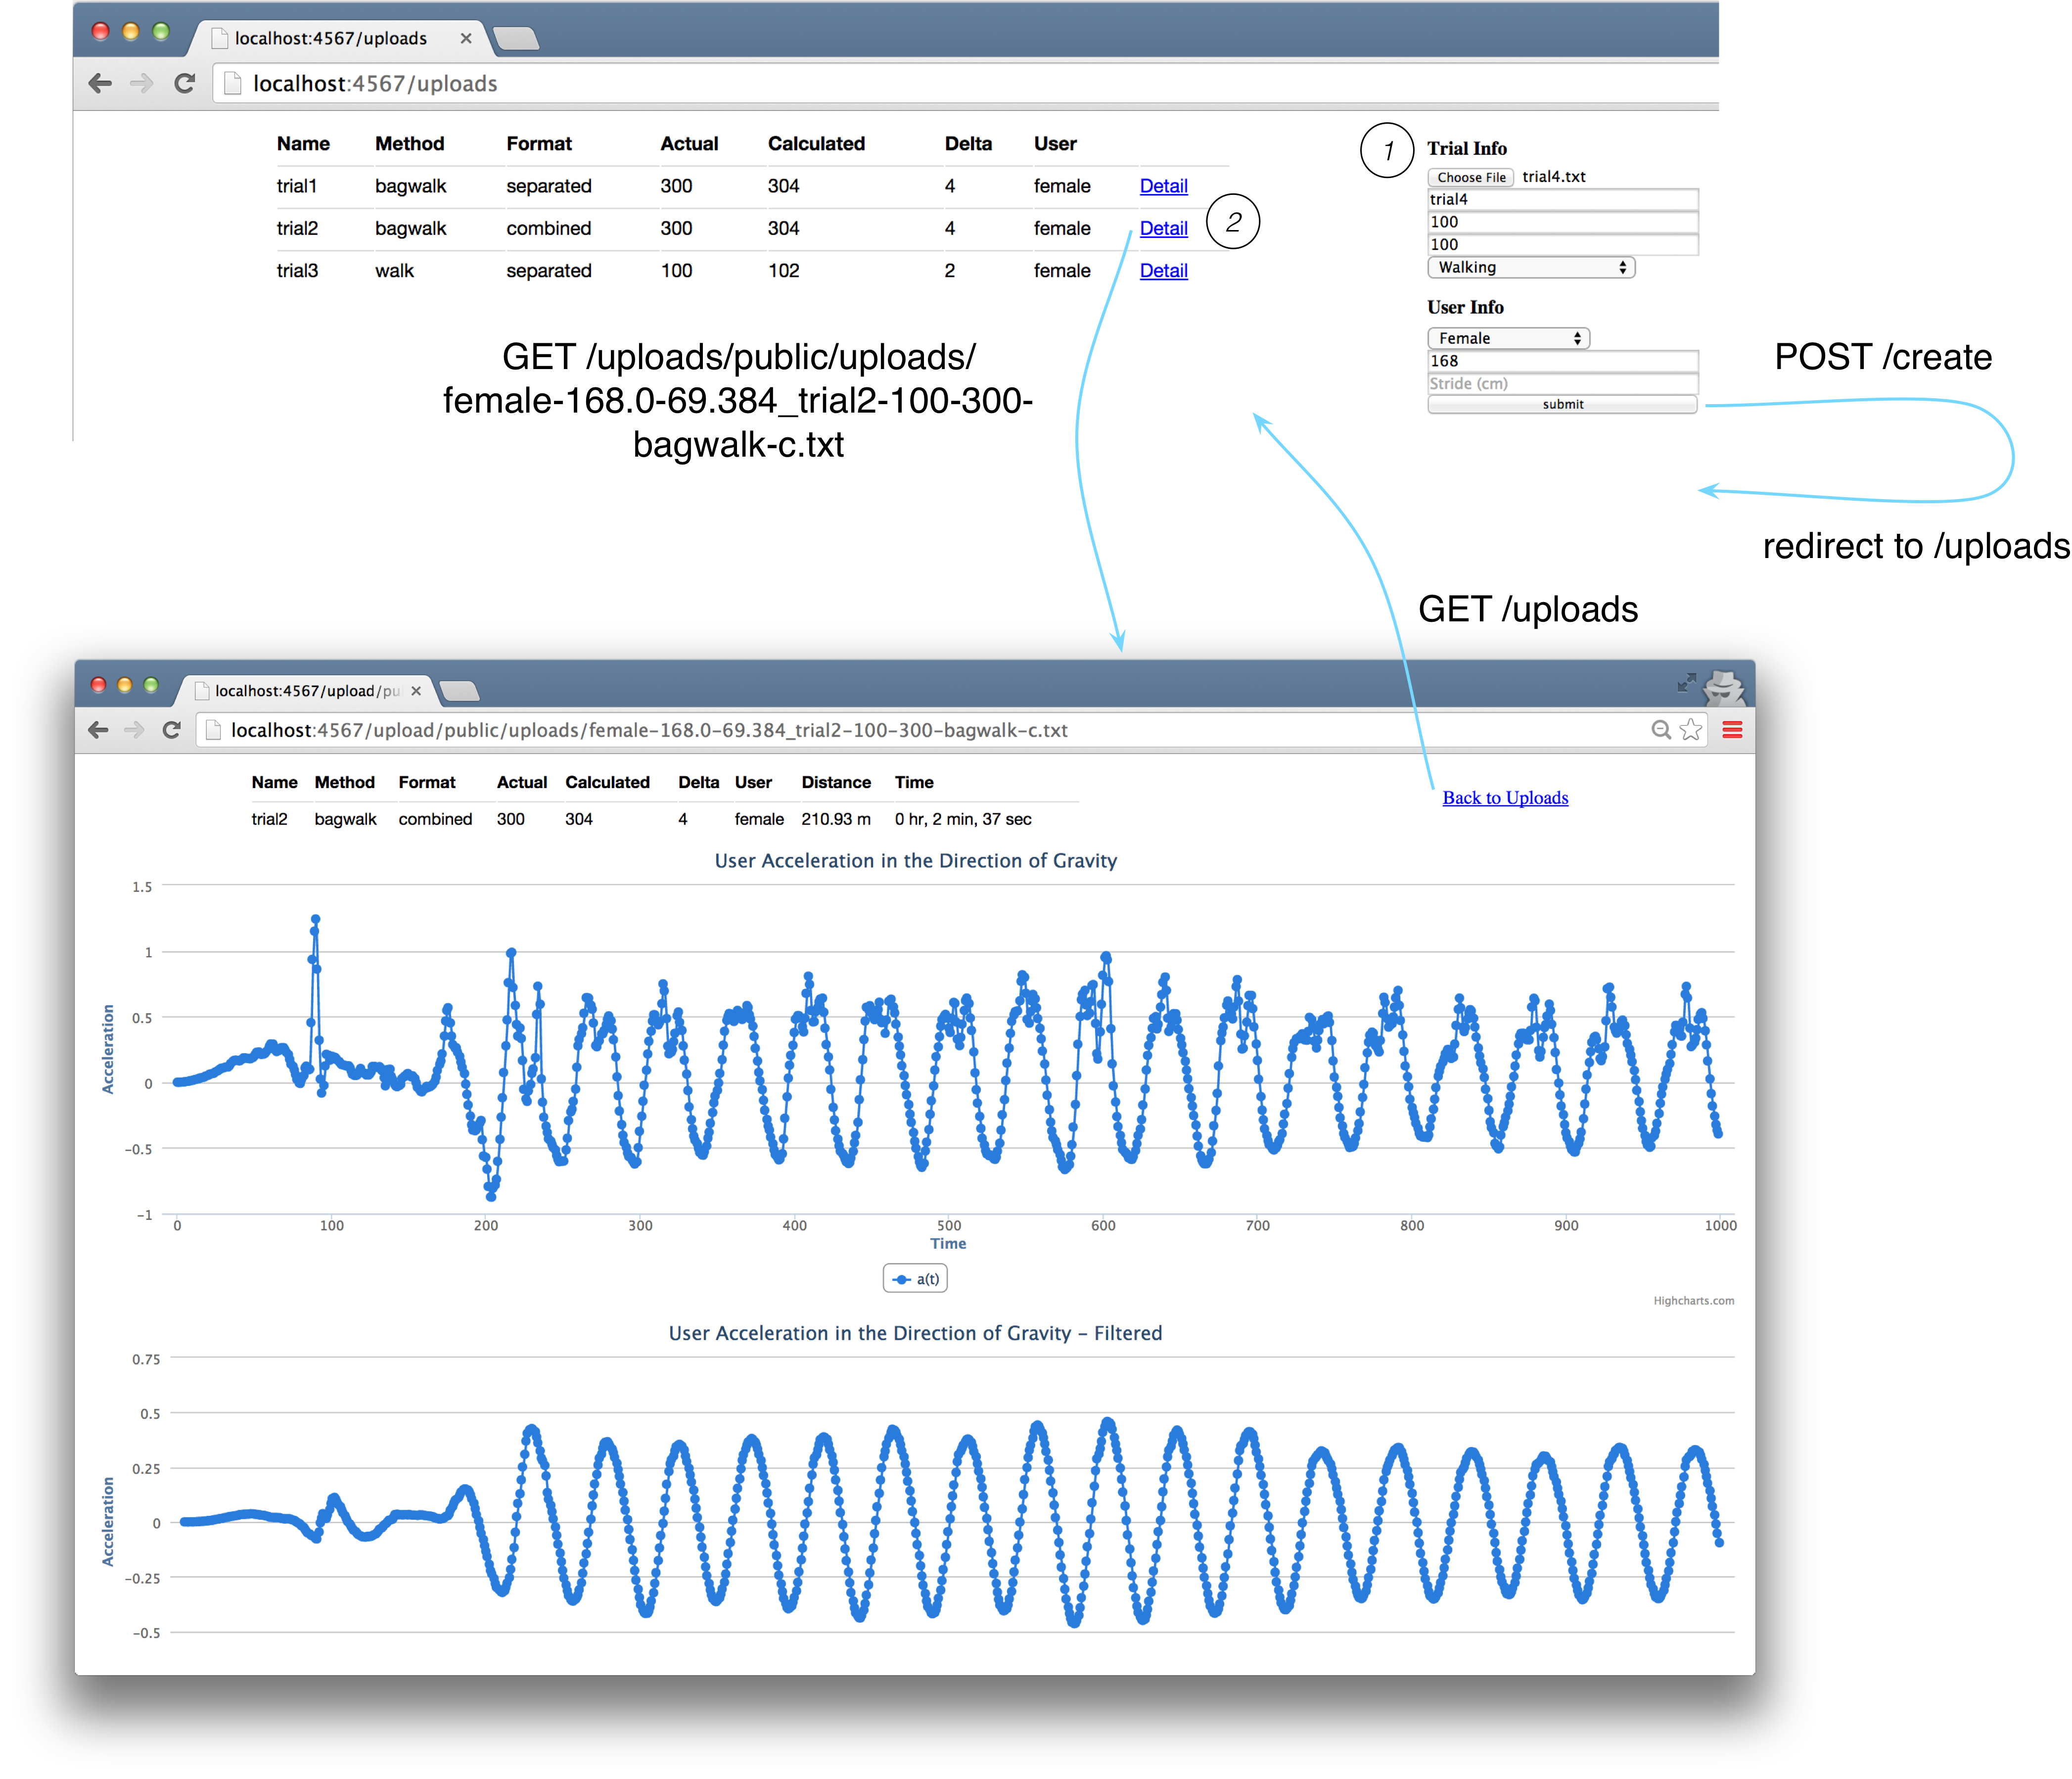 localhost:4567/uploads
localhost:4567/uploads
Name Method Format Actual Calculated Delta User
trial1 bagwalk separated 300 304 4 female Detail
trial2 bagwalk combined 300 304 4 female Detail
trial3 walk separated 100 102 2 female Detail
2
1
Trial Info
Choose File trial4.txt
trial4
100
100
Walking
User Info
Female
168
Stride (cm)
submit
GET /uploads/public/uploads/
female-168.0-69.384_trial2-100-300-
bagwalk-c.txt
POST /create
redirect to /uploads
GET /uploads
localhost:4567/upload/pu
localhost:4567/upload/public/uploads/female-168.0-69.384_trial2-100-300-bagwalk-c.txt
Name Method Format Actual Calculated Delta User Distance Time
trial2 bagwalk combined 300 304 4 female 210.93 m 0 hr, 2 min, 37 sec
Back to Uploads
User Acceleration in the Direction of Gravity
Acceleration
1.5
1
0.5
0
-0.5
-1
0 100 200 300 400 500 600 700 800 900 1000
Time
a(t)
Highcharts.com
User Acceleration in the Direction of Gravity - Filtered
Acceleration
0.75
0.5
0.25
0
-0.25
-0.5